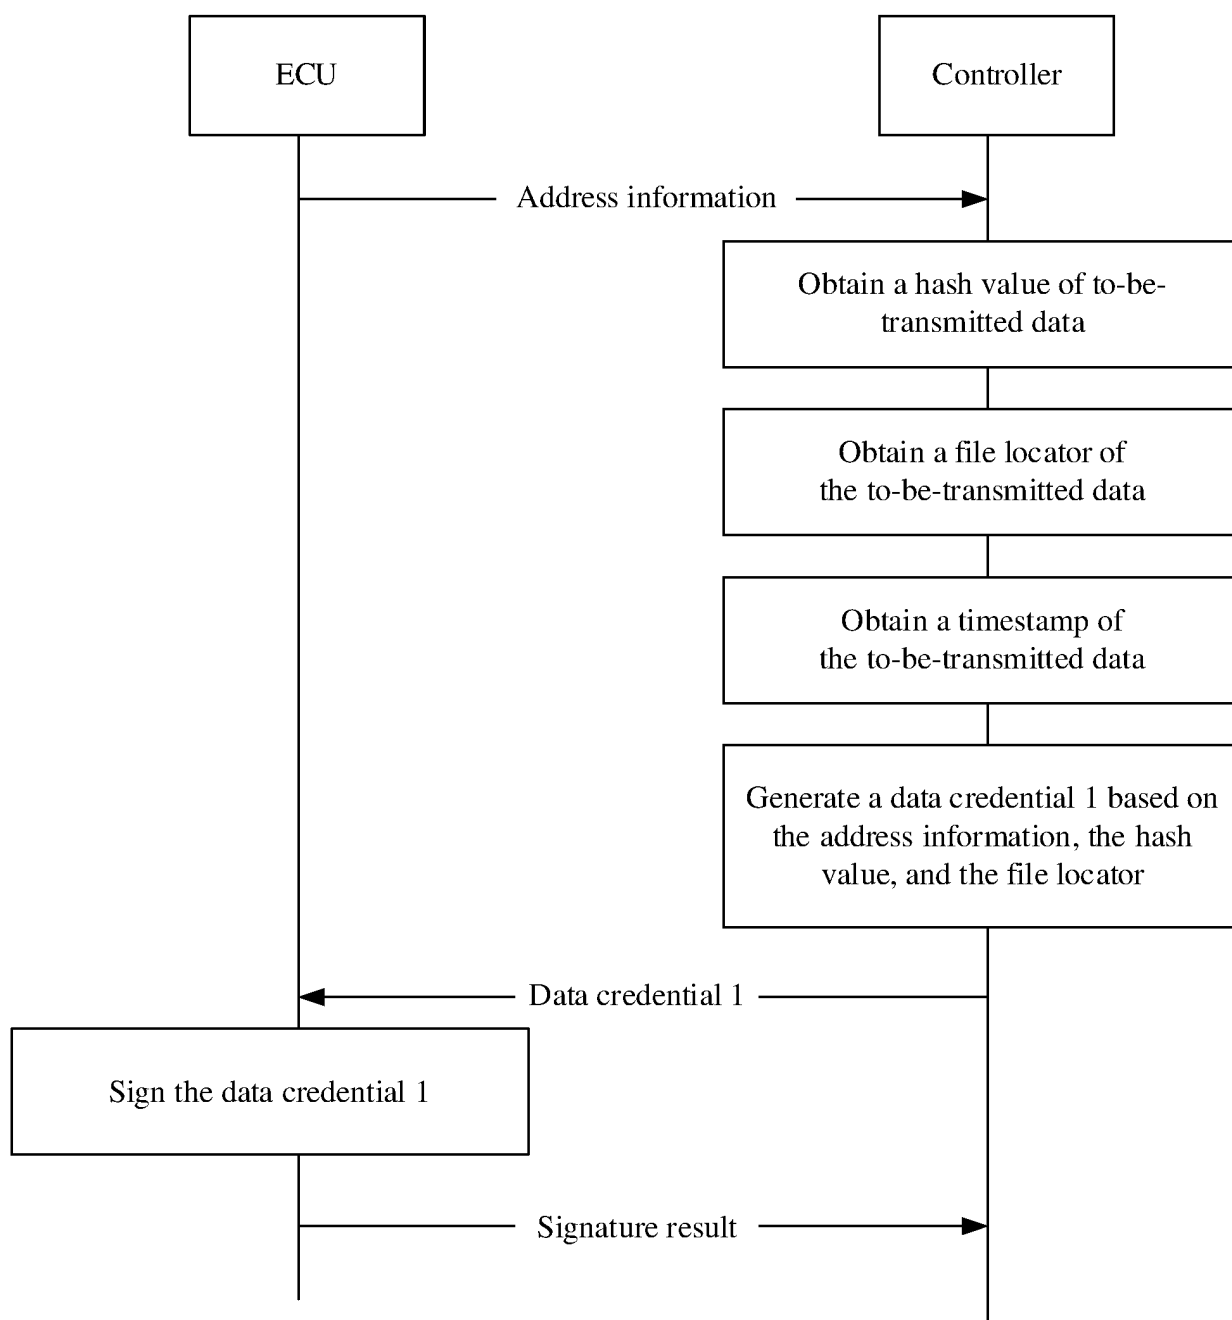 ECU
Controller
Address information
Obtain a hash value of to-be-
transmitted data
Obtain a file locator of
the to-be-transmitted data
Obtain a timestamp of
the to-be-transmitted data
Generate a data credential 1 based on
the address information, the hash
value, and the file locator
Data credential 1
Sign the data credential 1
Signature result